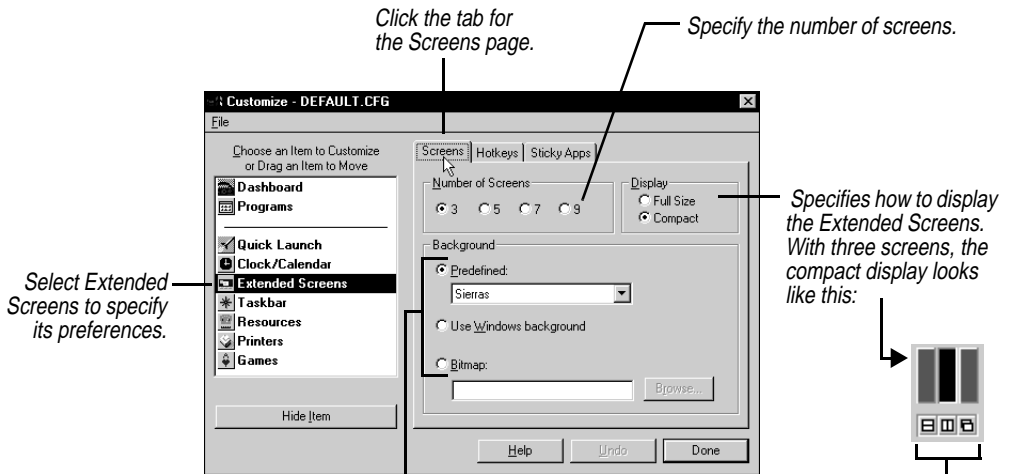 Click the tab for
the Screens page.
Specify the number of screens.
Customize - DEFAULT.CFG
File
Choose an Item to Customize
or Drag an Item to Move
Dashboard
Programs
Quick Launch
Clock/Calendar
Extended Screens
Taskbar
Resources
Printers
Games
Hide Item
Screens
Hotkeys
Sticky Apps
Number of Screens
3
5
7
9
Display
Full Size
Compact
Background
Predefined:
Sierras
Use Windows background
Bitmap:
Browse...
Help
Undo
Done
Select Extended
Screens to specify
its preferences.
Specifies how to display
the Extended Screens.
With three screens, the
compact display looks
like this: